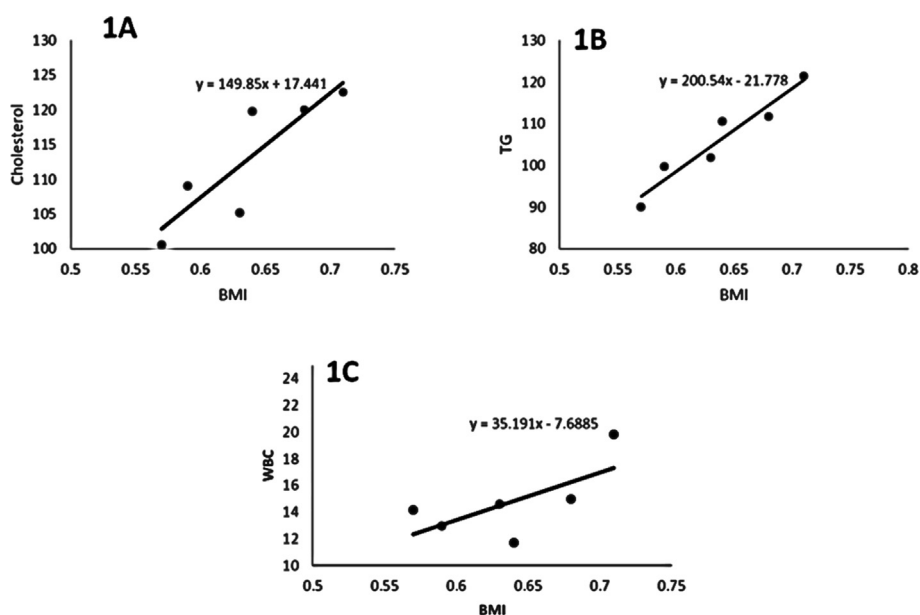 1A
130
125
120
115
110
105
100
Cholesterol
y = 149.85x + 17.441
0.5 0.55 0.6 0.65 0.7 0.75
BMI
1B
130
120
110
100
90
80
TG
y = 200.54x - 21.778
0.5 0.55 0.6 0.65 0.7 0.75 0.8
BMI
1C
24
22
20
18
16
14
12
10
WBC
y = 35.191x - 7.6885
0.5 0.55 0.6 0.65 0.7 0.75
BMI